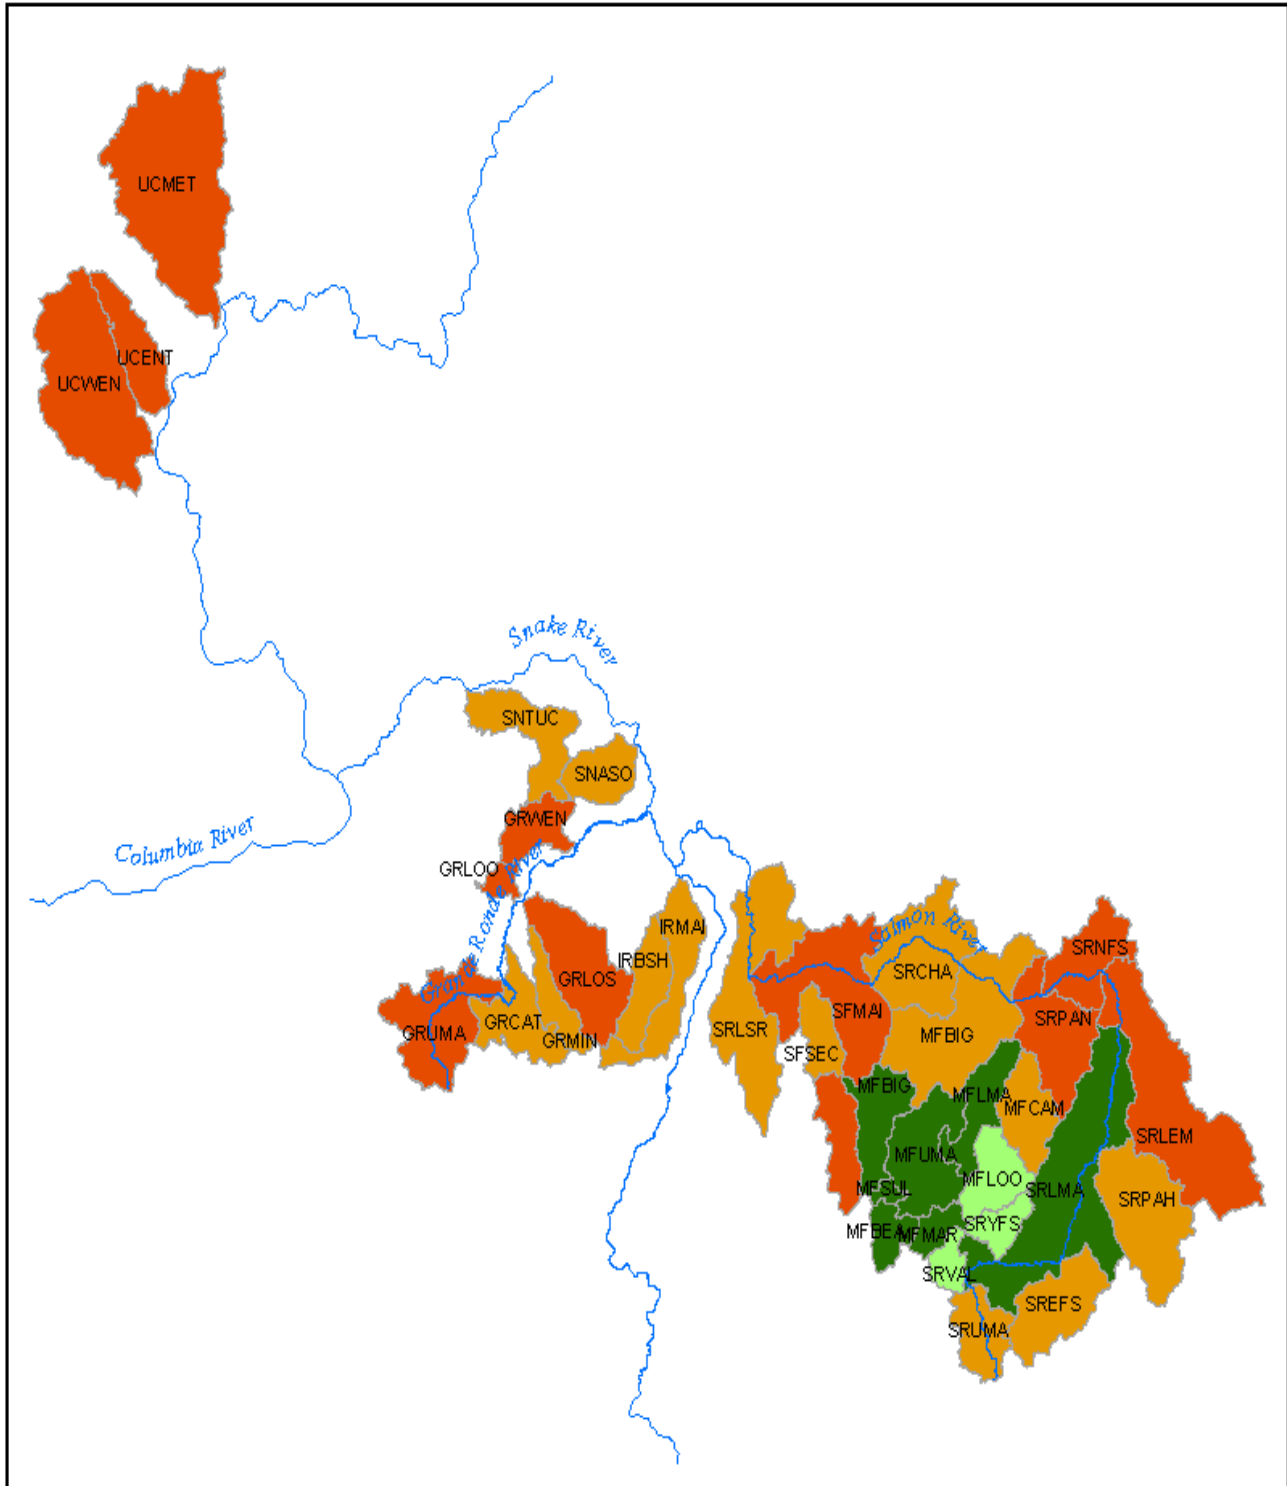 UCMET
UCENT
UCWEN
Snake River
SNTUC
SNASO
GRWEN
Columbia River
GRLOO
Grande Ronde River
IRMAI
IRBSH
GRLOS
Salmon River
SRNFS
SRCHA
SFMAI
SRPAN
GRUMA
GRCAT
GRMIN
SRLSR
MFBIG
SFSEC
MFBIG
MFLMA
MFCAM
SRLEM
MFUMA
MFLOO
MFSUL
SRLMA
SRPAH
MFBEA
MFMAR
SRYFS
SRVAL
SREFS
SRUMA